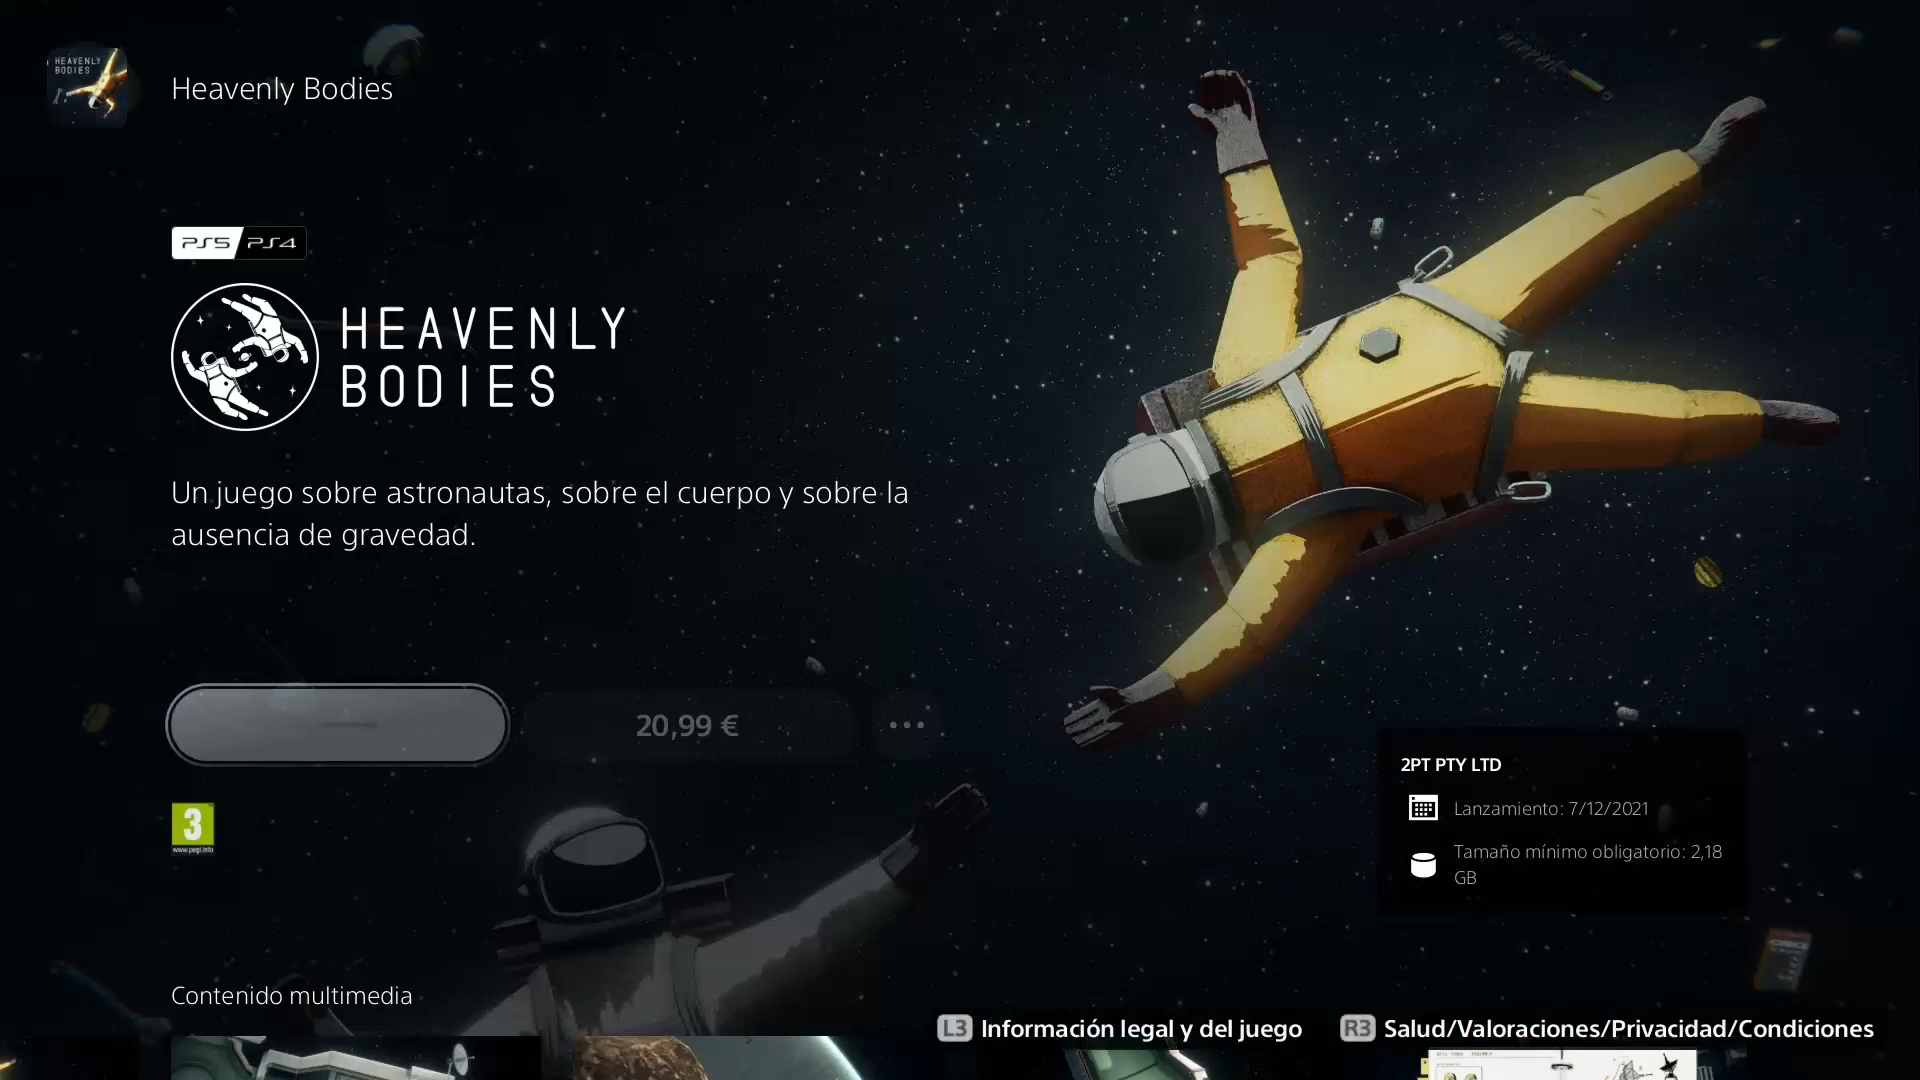 HEAVENLY
BODIES
Heavenly Bodies
PS5 PS4
HEAVENLY
BODIES
Un juego sobre astronautas, sobre el cuerpo y sobre la
ausencia de gravedad.
20,99 €
3
www.pegi.info
2PT PTY LTD
Lanzamiento: 7/12/2021
Tamaño mínimo obligatorio: 2,18
GB
Contenido multimedia
L3 Información legal y del juego
R3 Salud/Valoraciones/Privacidad/Condiciones